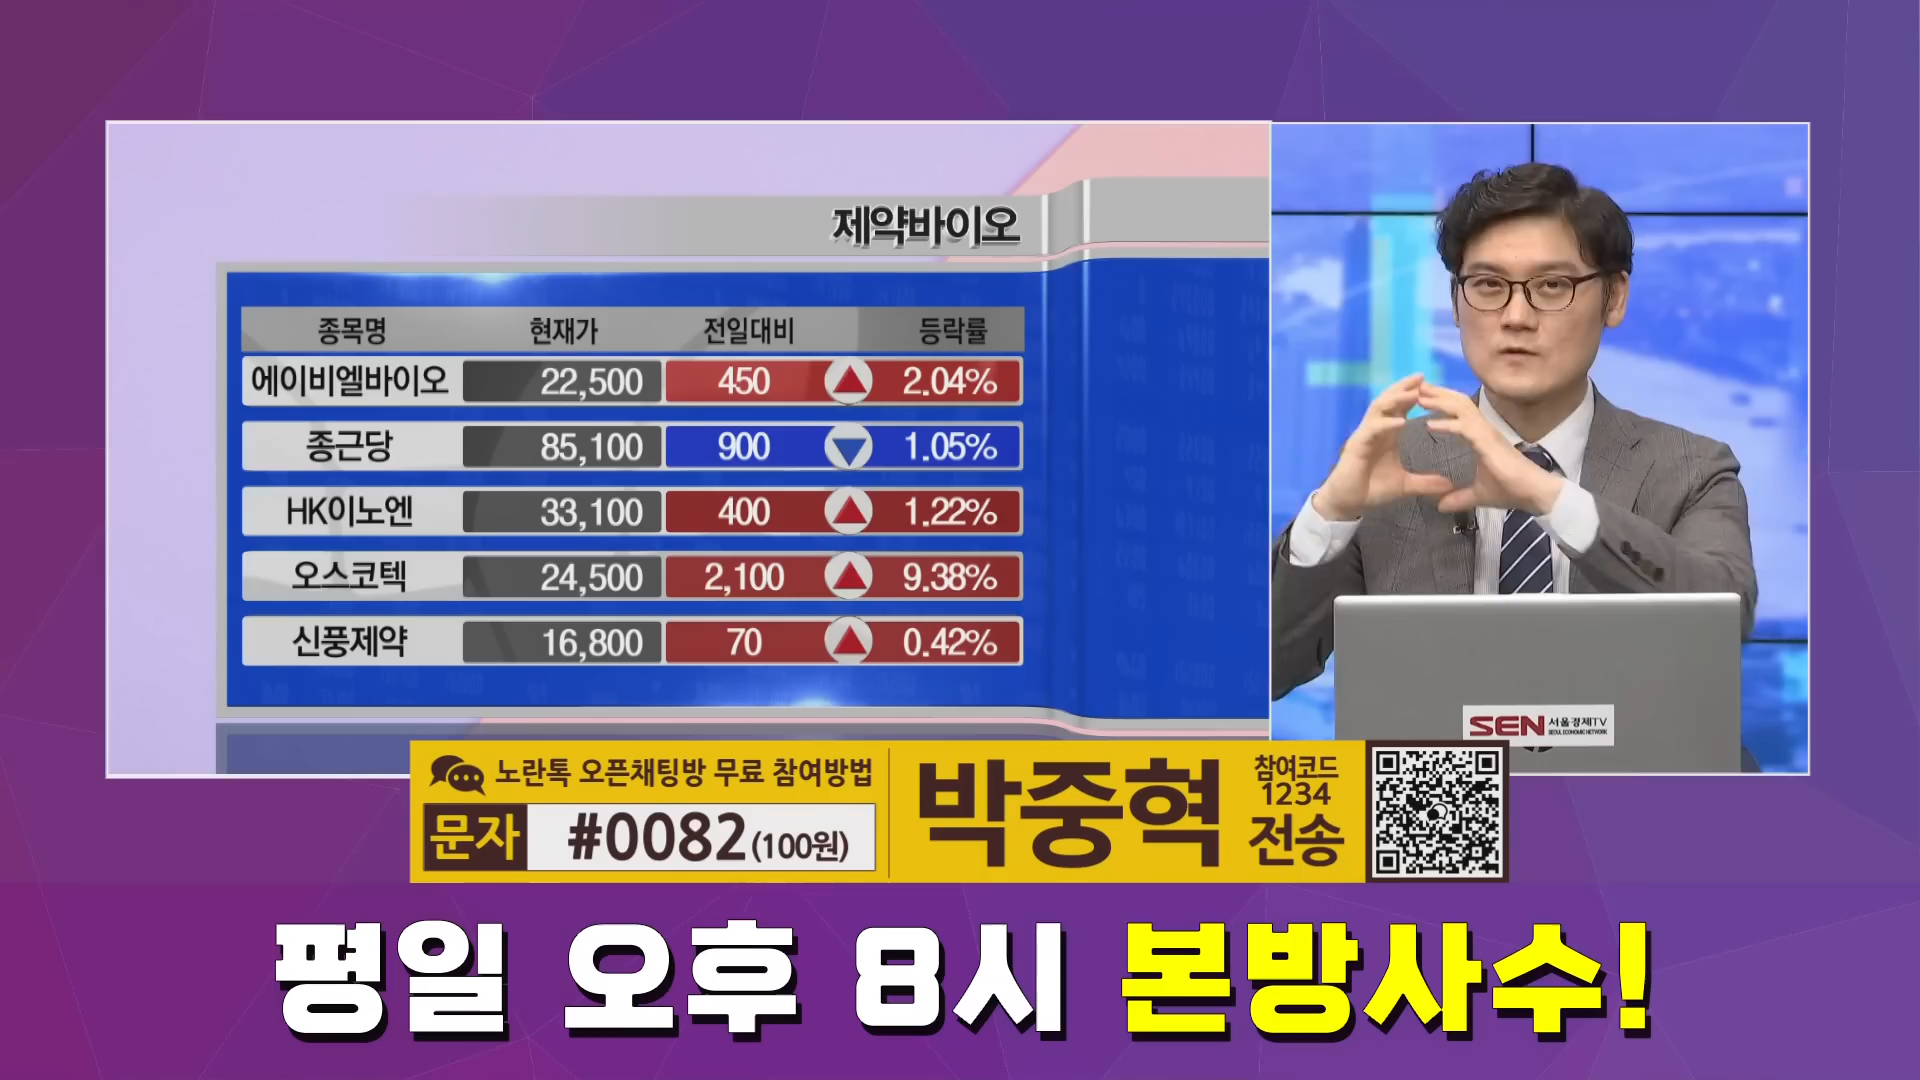 제약바이오
종목명 현재가 전일대비 등락률
에이비엘바이오 22,500 450 ▲ 2.04%
종근당 85,100 900 ▼ 1.05%
HK이노엔 33,100 400 ▲ 1.22%
오스코텍 24,500 2,100 ▲ 9.38%
신풍제약 16,800 70 ▲ 0.42%
SEN 서울경제TV
SEOUL ECONOMIC NETWORK
노란톡 오픈채팅방 무료 참여방법
문자 #0082(100원)
박중혁
참여코드
1234
전송
평일 오후 8시 본방사수!